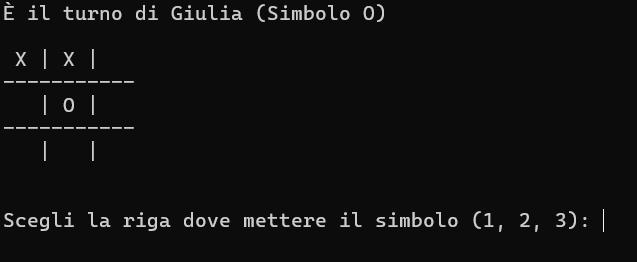 È il turno di Giulia (Simbolo O)
 X | X |
-----------
   | O |
-----------
   |   |
Scegli la riga dove mettere il simbolo (1, 2, 3):